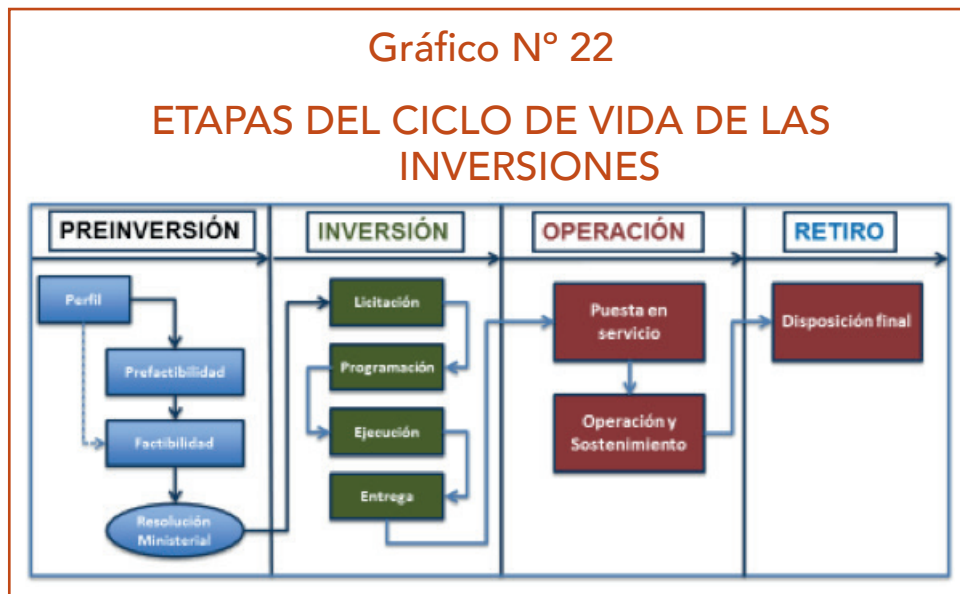 Gráfico Nº 22
ETAPAS DEL CICLO DE VIDA DE LAS
INVERSIONES
PREINVERSIÓN
INVERSIÓN
OPERACIÓN
RETIRO
Perfil
Prefactibilidad
Factibilidad
Resolución
Ministerial
Licitación
Programación
Ejecución
Entrega
Puesta en
servicio
Operación y
Sostenimiento
Disposición final